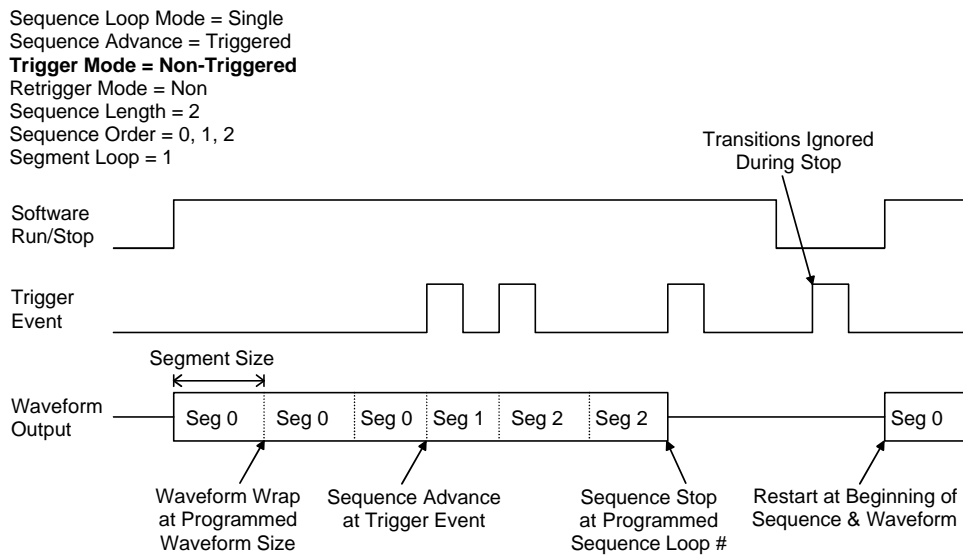 Sequence Loop Mode = Single
Sequence Advance = Triggered
Trigger Mode = Non-Triggered
Retrigger Mode = Non
Sequence Length = 2
Sequence Order = 0, 1, 2
Segment Loop = 1
Transitions Ignored
During Stop
Software
Run/Stop
Trigger
Event
Segment Size
Waveform
Output
Seg 0
Seg 0
Seg 0
Seg 1
Seg 2
Seg 2
Seg 0
Waveform Wrap
at Programmed
Waveform Size
Sequence Advance
at Trigger Event
Sequence Stop
at Programmed
Sequence Loop #
Restart at Beginning of
Sequence & Waveform